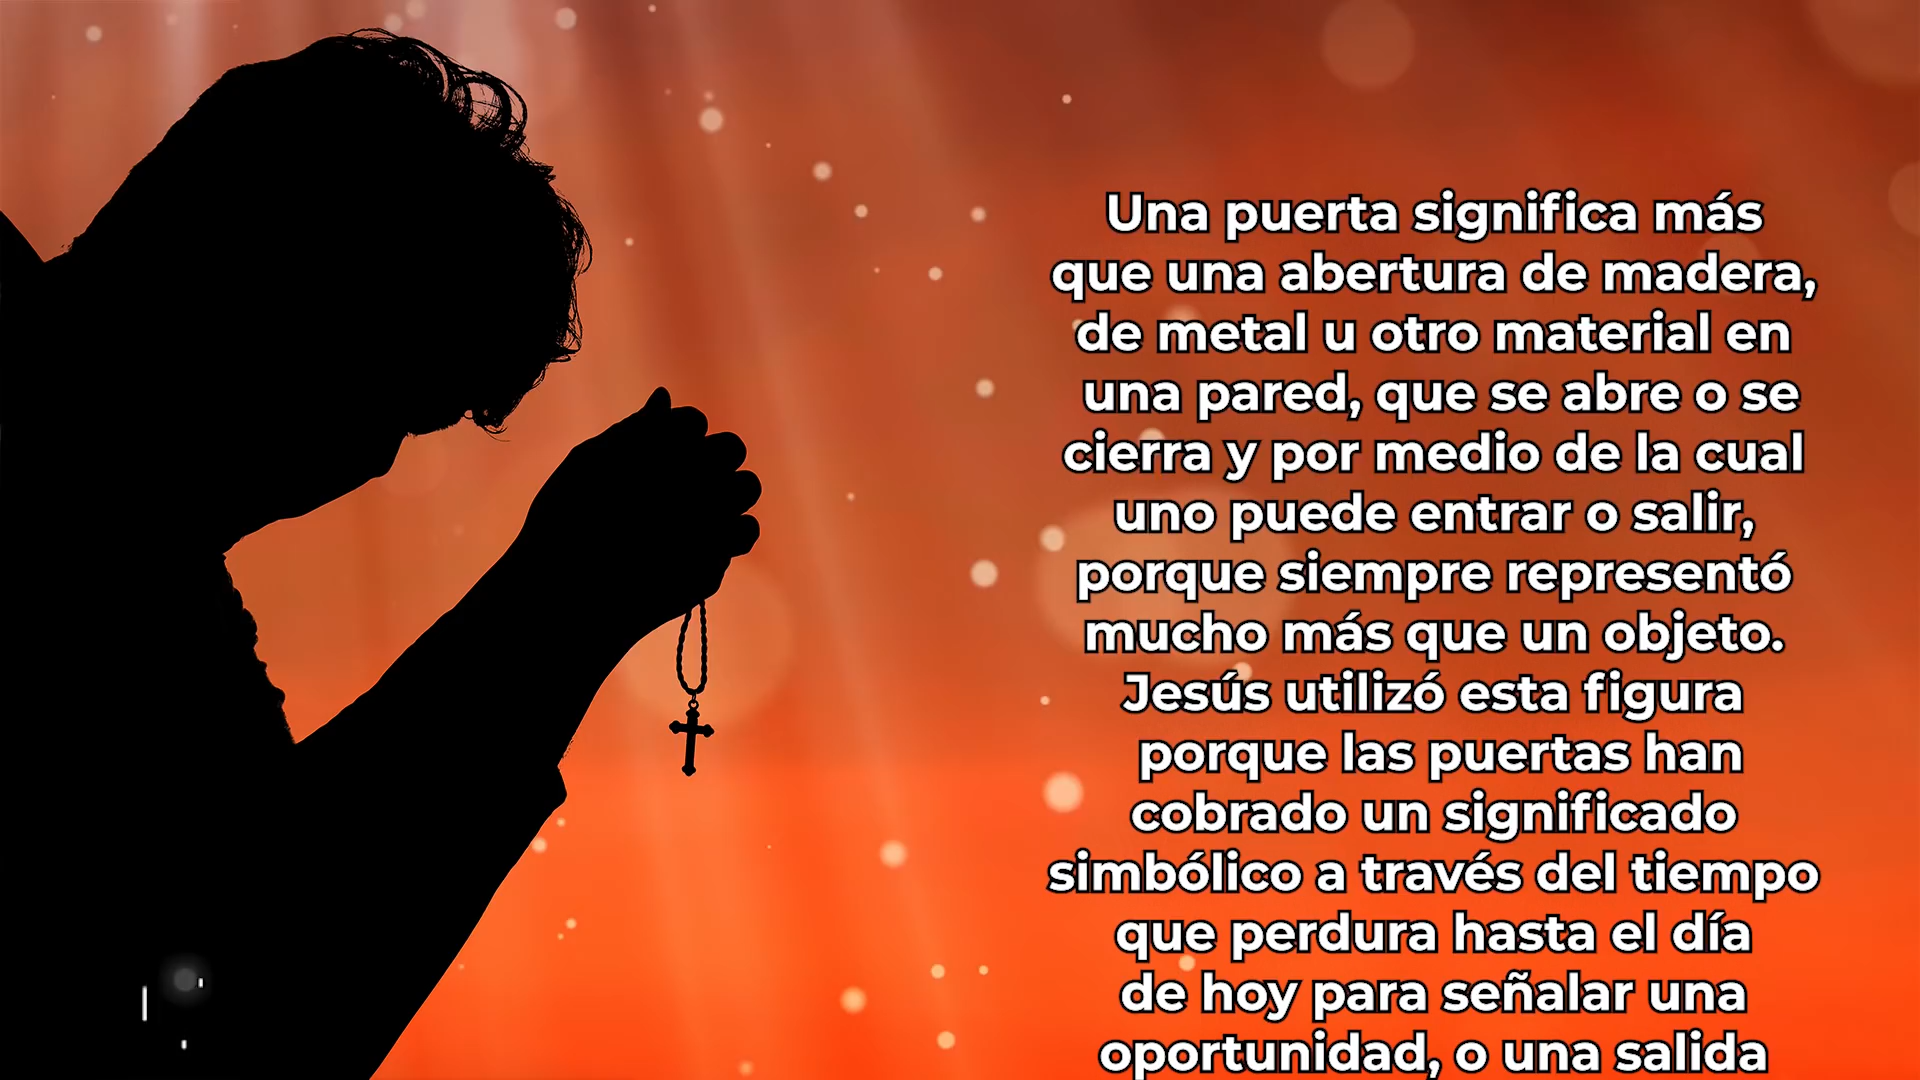 Una puerta significa más
que una abertura de madera,
de metal u otro material en
una pared, que se abre o se
cierra y por medio de la cual
uno puede entrar o salir,
porque siempre representó
mucho más que un objeto.
Jesús utilizó esta figura
porque las puertas han
cobrado un significado
simbólico a través del tiempo
que perdura hasta el día
de hoy para señalar una
oportunidad, o una salida